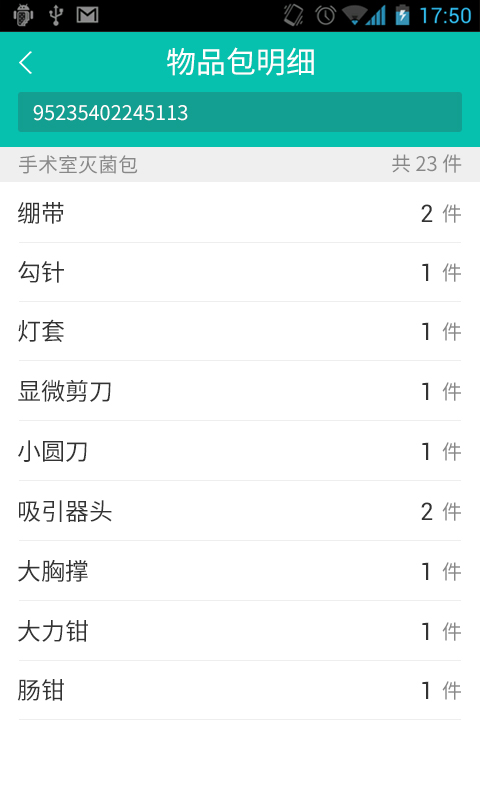 17:50
物品包明细
95235402245113
手术室灭菌包 共 23 件
绷带 2 件
勾针 1 件
灯套 1 件
显微剪刀 1 件
小圆刀 1 件
吸引器头 2 件
大胸撑 1 件
大力钳 1 件
肠钳 1 件